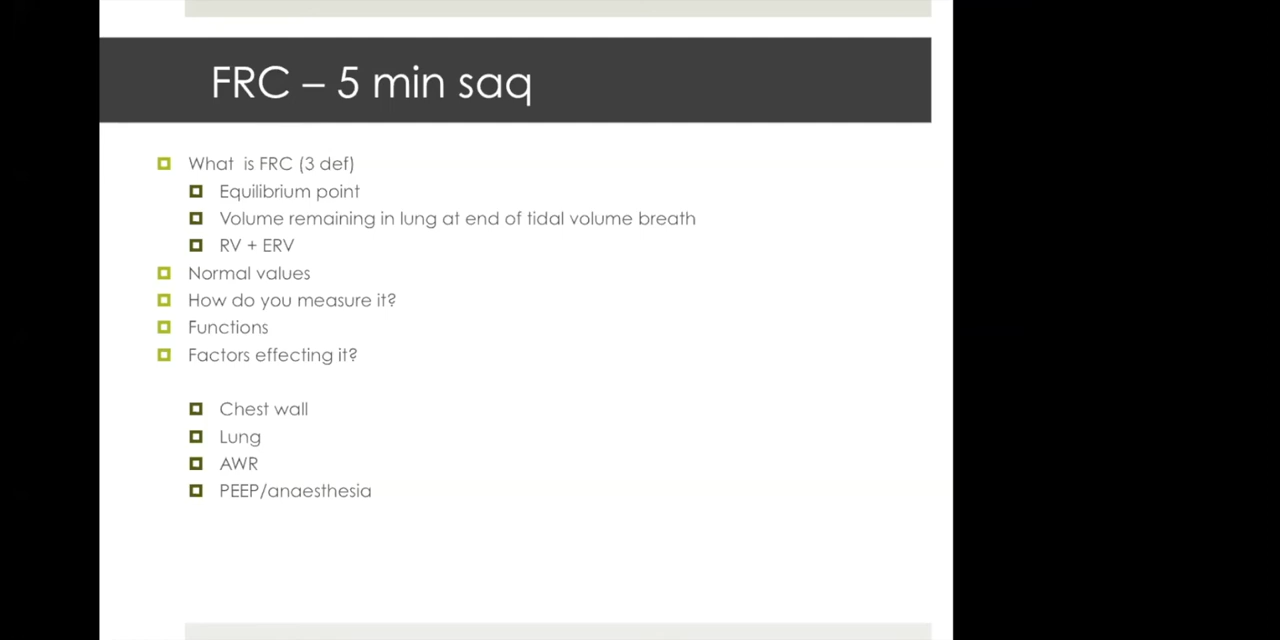 FRC – 5 min saq
What is FRC (3 def)
Equilibrium point
Volume remaining in lung at end of tidal volume breath
RV + ERV
Normal values
How do you measure it?
Functions
Factors effecting it?
Chest wall
Lung
AWR
PEEP/anaesthesia